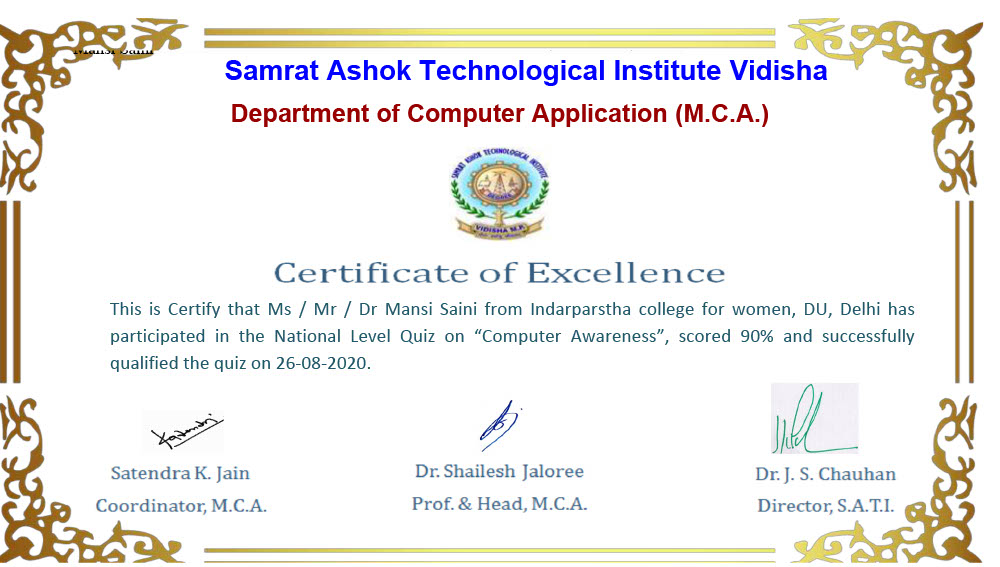 Mansi Saini
Samrat Ashok Technological Institute Vidisha
Department of Computer Application (M.C.A.)
SAMRAT ASHOK TECHNOLOGICAL INSTITUTE
DEGREE
VIDISHA M.P.
Certificate of Excellence
This is Certify that Ms / Mr / Dr Mansi Saini from Indarparstha college for women, DU, Delhi has
participated in the National Level Quiz on “Computer Awareness”, scored 90% and successfully
qualified the quiz on 26-08-2020.
Satendra K. Jain
Dr. Shailesh Jaloree
Dr. J. S. Chauhan
Coordinator, M.C.A.
Prof. & Head, M.C.A.
Director, S.A.T.I.